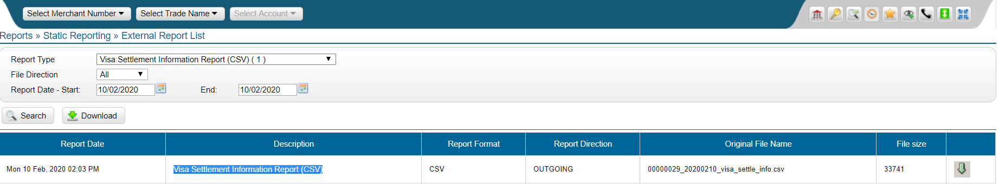 Select Merchant Number Select Trade Name Select Account
Reports » Static Reporting » External Report List
Report Type Visa Settlement Information Report (CSV) ( 1 )
File Direction All
Report Date - Start: 10/02/2020 End: 10/02/2020
Search Download
Report Date Description Report Format Report Direction Original File Name File size
Mon 10 Feb, 2020 02:03 PM Visa Settlement Information Report (CSV) CSV OUTGOING 00000029_20200210_visa_settle_info.csv 33741